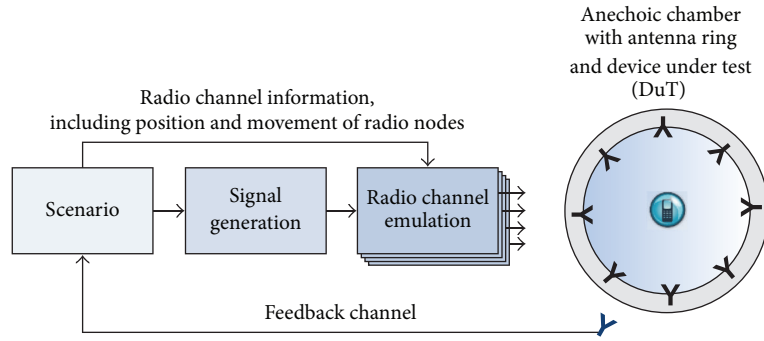 Anechoic chamber
with antenna ring
and device under test
(DuT)
Radio channel information,
including position and movement of radio nodes
Scenario
Signal
generation
Radio channel
emulation
Feedback channel